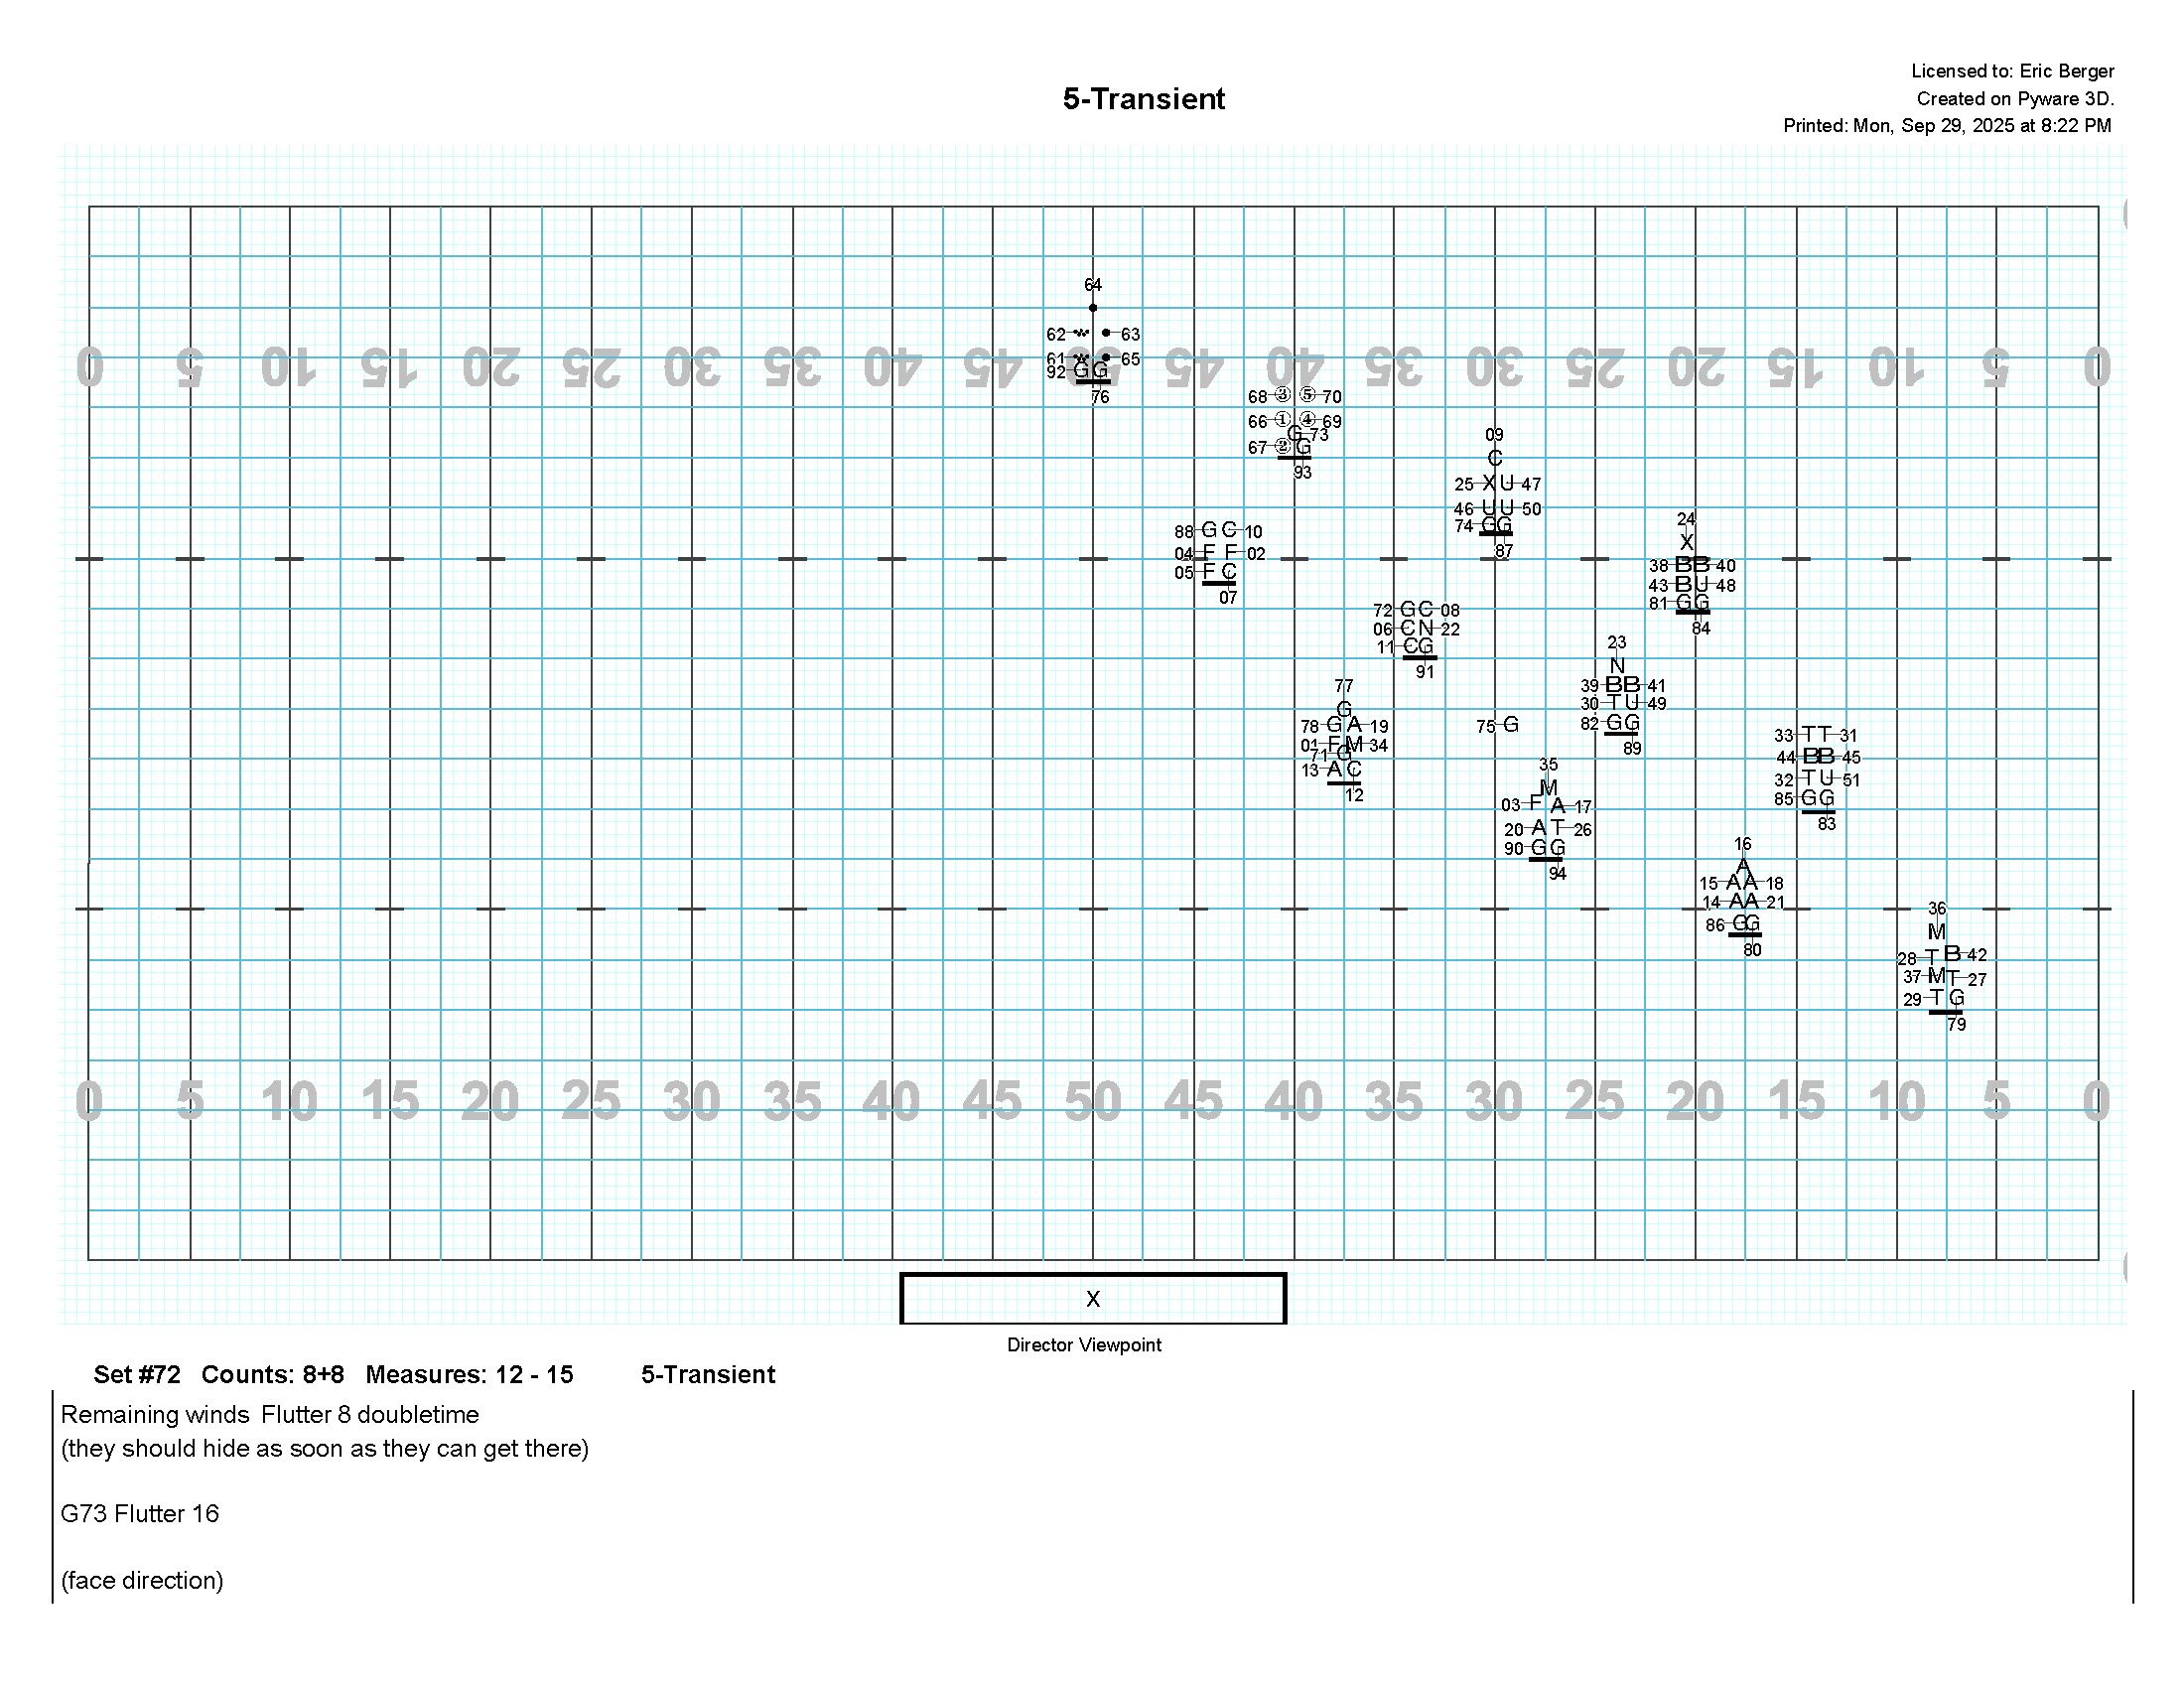 Licensed to: Eric Berger
5-Transient
Created on Pyware 3D.
Printed: Mon, Sep 29, 2025 at 8:22 PM
64
62 63
61 65
92 G G
76
0 5 10 15 20 25 30 35 40 45 50 45 40 35 30 25 20 15 10 5 0
68 ③ ⑤ 70
66 ① ④ 69
G 73
67 ② G
93
09
C
25 X U 47
46 U U 50
74 G G
87
88 G C 10
04 F F 02
05 F C
07
24
X
38 B B 40
43 B U 48
81 G G
84
72 G C 08
06 C N 22
11 C G
91
23
N
39 B B 41
30 T U 49
82 G G
89
77
G
78 G A 19
01 F M 34
71 G
13 A C
12
75 G
33 T T 31
44 B B 45
32 T U 51
85 G G
83
35
M
03 F A 17
20 A T 26
90 G G
94
16
A
15 A A 18
14 A A 21
86 G G
80
36
M
28 T B 42
37 M T 27
29 T G
79
0 5 10 15 20 25 30 35 40 45 50 45 40 35 30 25 20 15 10 5 0
X
Director Viewpoint
Set #72 Counts: 8+8 Measures: 12 - 15 5-Transient
Remaining winds Flutter 8 doubletime
(they should hide as soon as they can get there)
G73 Flutter 16
(face direction)